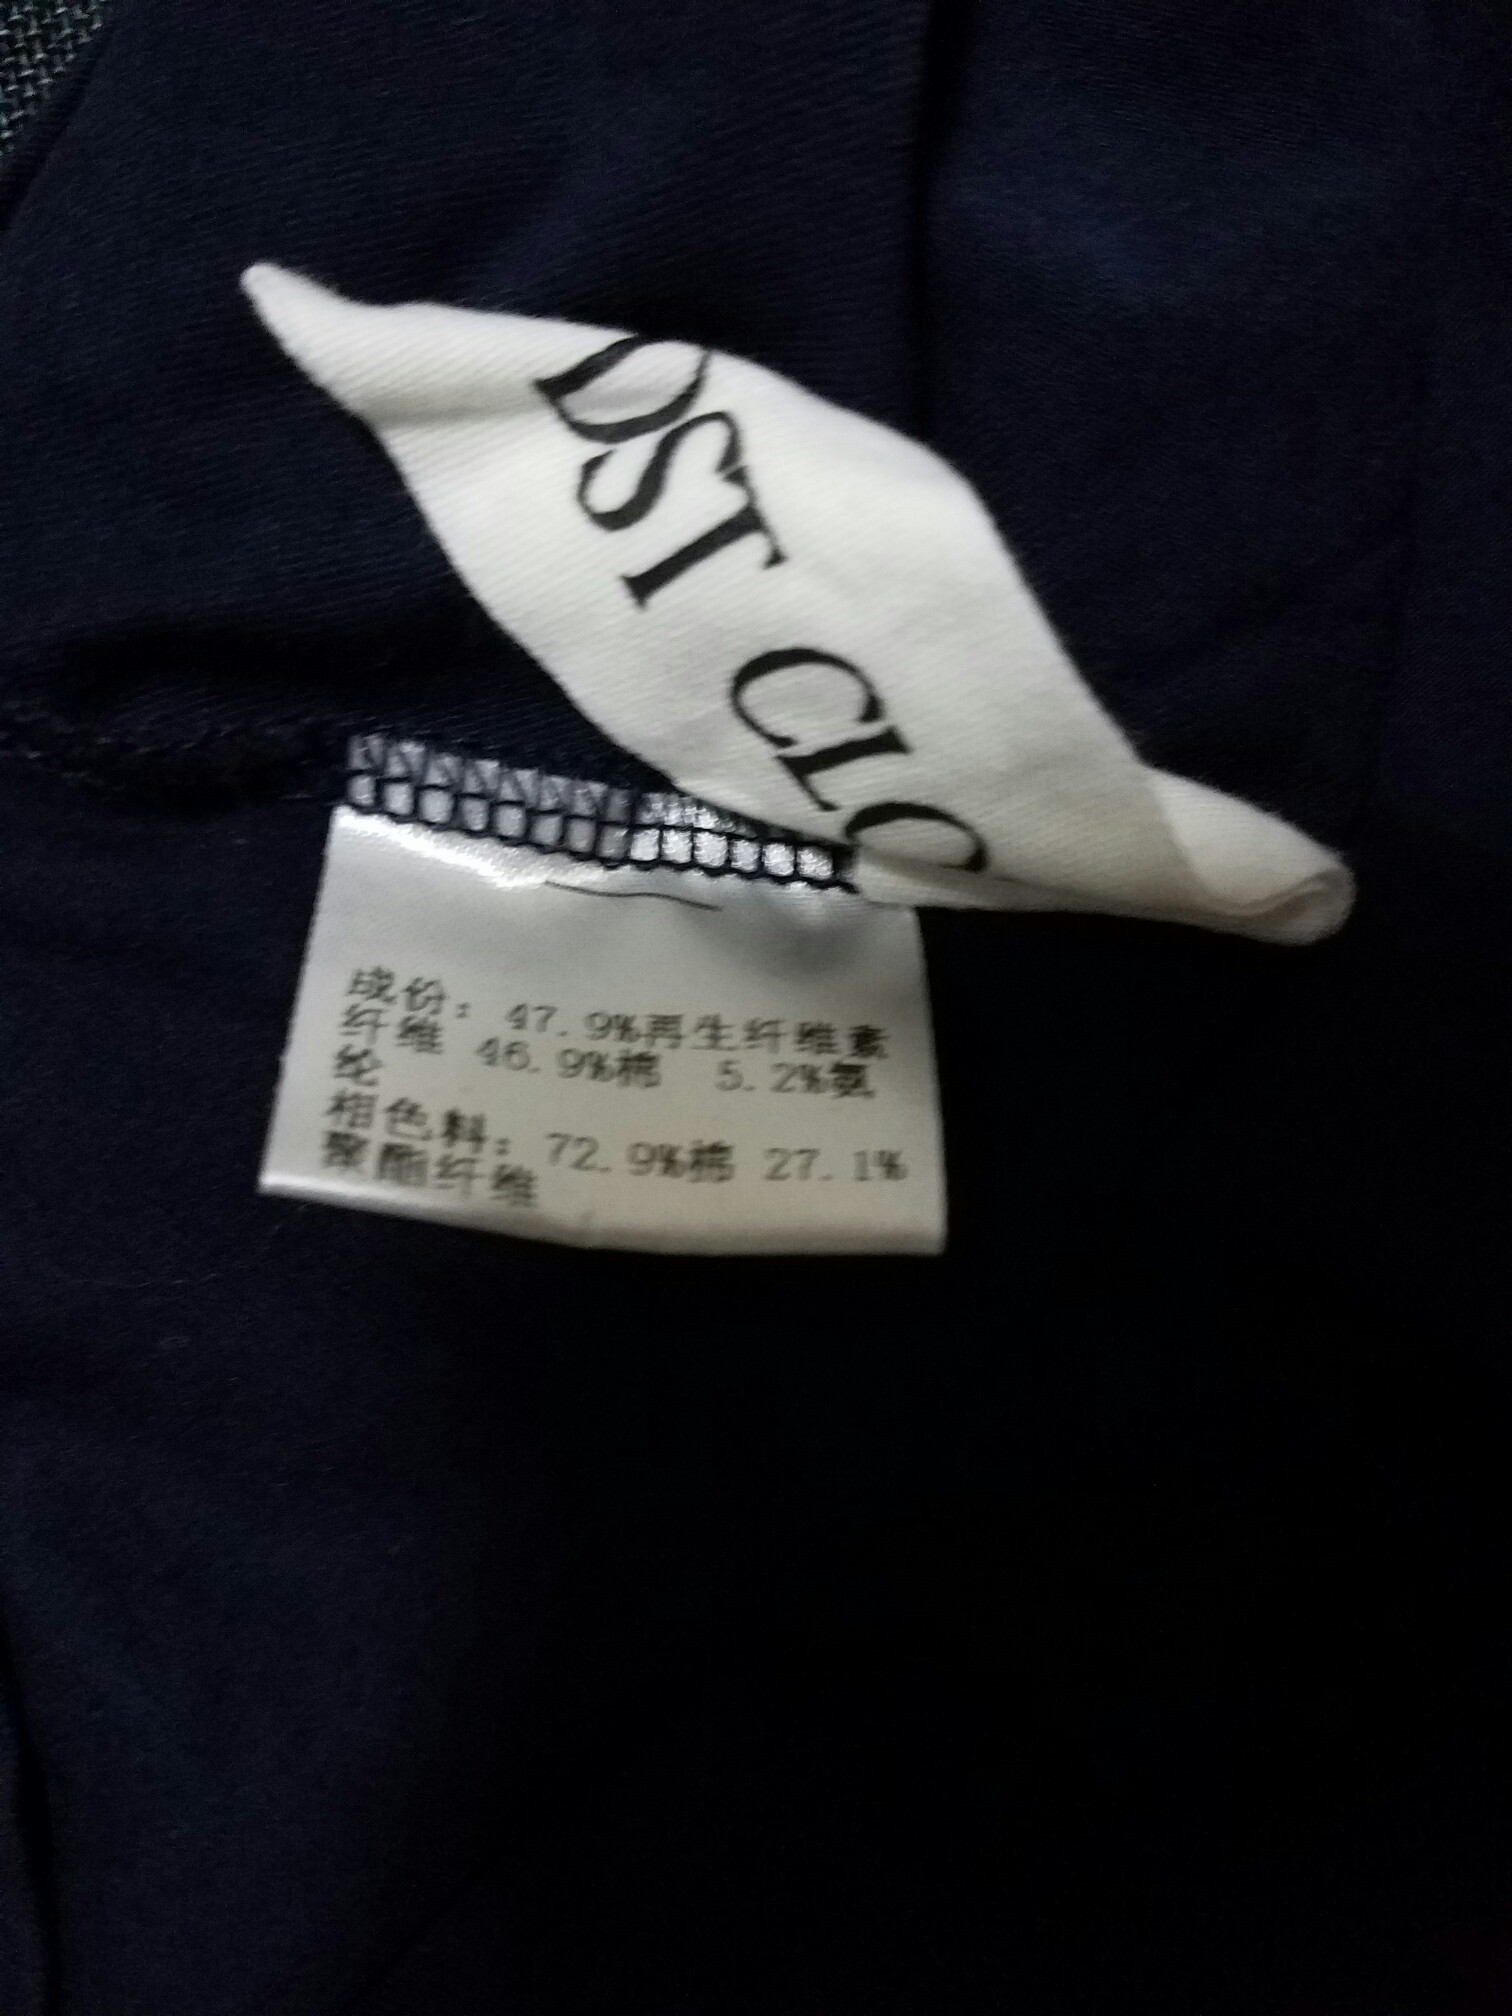 DST CLO
成份：47.9%再生纤维素
纤维 46.9%棉 5.2%氨
纶
相色料：72.9%棉 27.1%
聚酯纤维